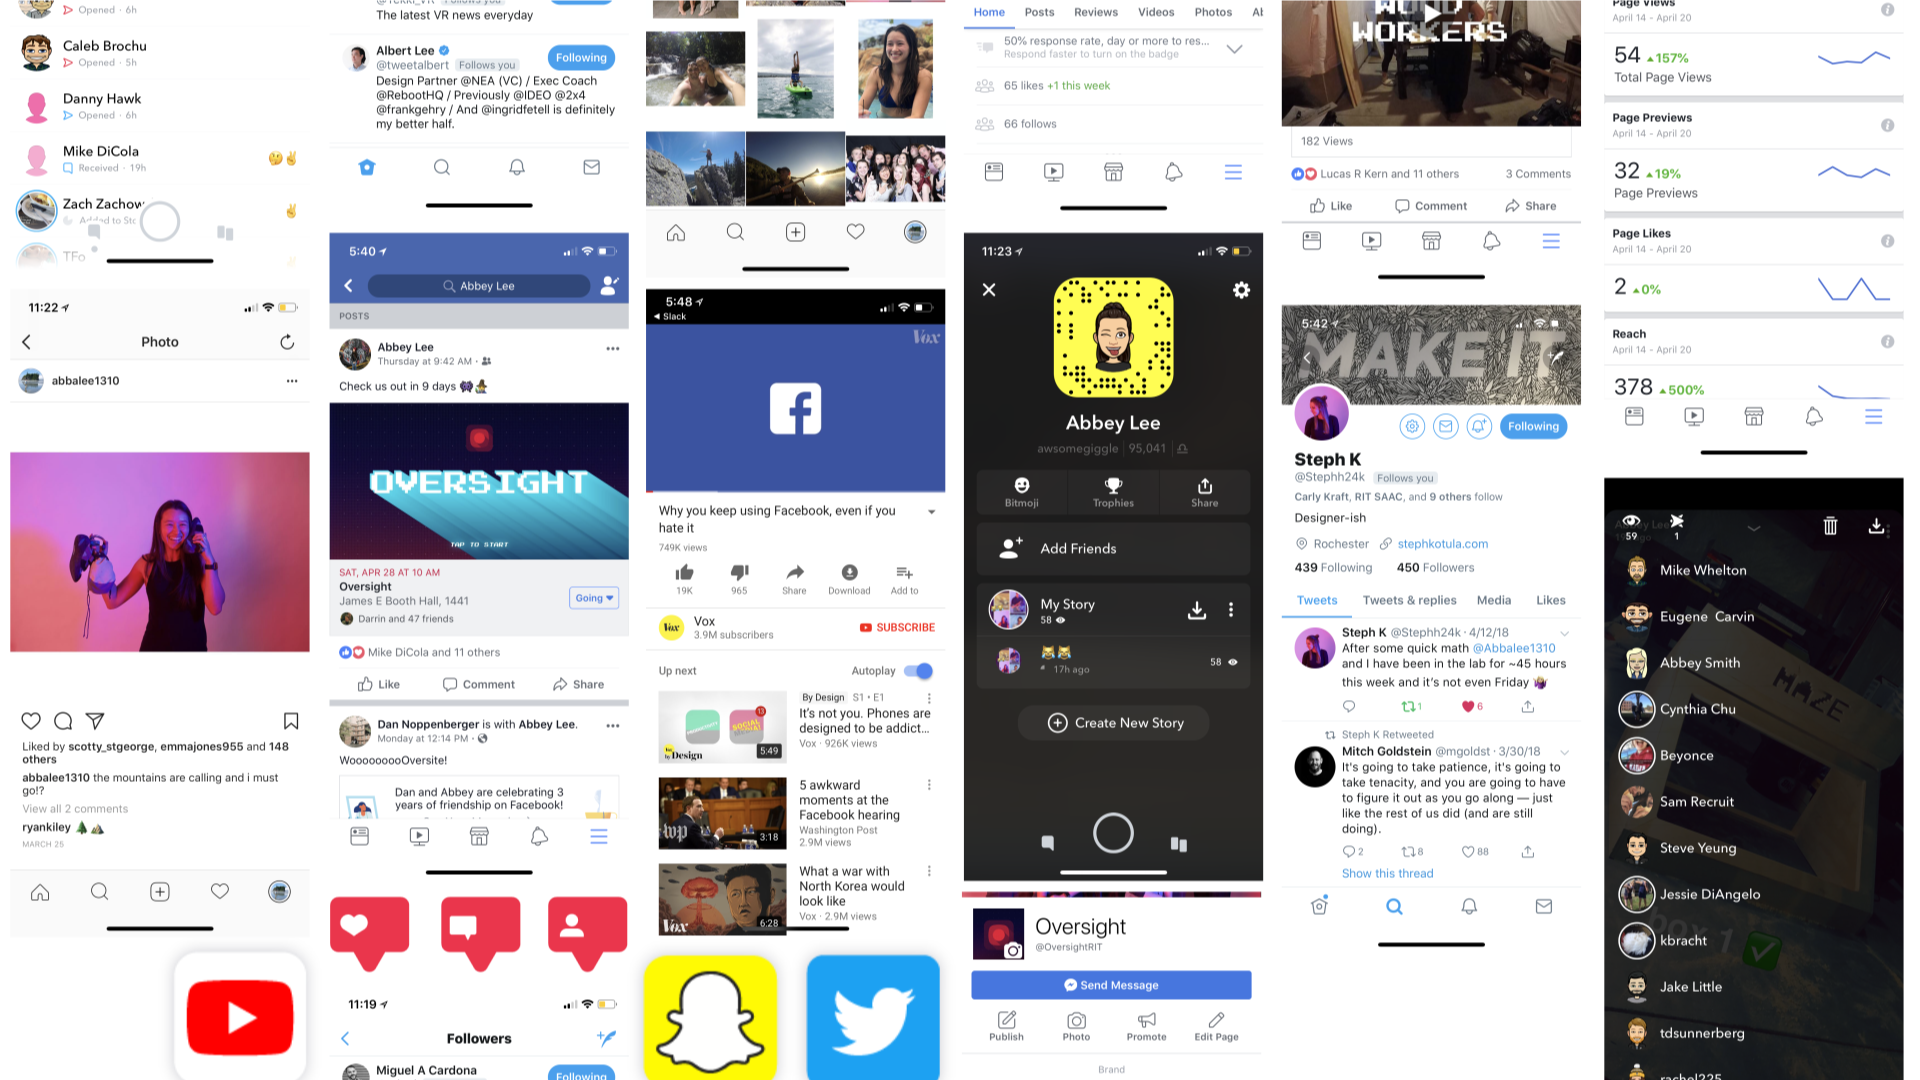 Opened · 6h
Caleb Brochu
Opened · 5h
Danny Hawk
Opened · 6h
Mike DiCola
Received · 19h
Zach Zachow
Added to Sto
TFo
11:22
Photo
abbalee1310
Liked by scotty_stgeorge, emmajones955 and 148
others
abbalee1310 the mountains are calling and i must
go!?
View all 2 comments
ryankiley
MARCH 25
The latest VR news everyday
Albert Lee
@tweetalbert Follows you
Following
Design Partner @NEA (VC) / Exec Coach
@RebootHQ / Previously @IDEO @2x4
@frankgehry / And @ingridfetell is definitely
my better half.
5:40
Abbey Lee
POSTS
Abbey Lee
Thursday at 9:42 AM ·
Check us out in 9 days
OVERSIGHT
TAP TO START
SAT, APR 28 AT 10 AM
Oversight
James E Booth Hall, 1441
Darrin and 47 friends
Going
Mike DiCola and 11 others
Like
Comment
Share
Dan Noppenberger is with Abbey Lee.
Monday at 12:14 PM ·
WooooooooOversite!
Dan and Abbey are celebrating 3
years of friendship on Facebook!
11:19
Followers
Miguel A Cardona
Following
5:48
Slack
Vox
Why you keep using Facebook, even if you
hate it
749K views
19K
965
Share
Download
Add to
Vox
3.9M subscribers
SUBSCRIBE
Up next
Autoplay
by Design
5:49
By Design S1 · E1
It's not you. Phones are
designed to be addict...
Vox · 926K views
wp
3:18
5 awkward
moments at the
Facebook hearing
Washington Post
2.9M views
Vox
6:28
What a war with
North Korea would
look like
Vox · 2.9M views
Home
Posts
Reviews
Videos
Photos
Ab
50% response rate, day or more to res...
Respond faster to turn on the badge
65 likes +1 this week
66 follows
11:23
Abbey Lee
awsomegiggle | 95,041 |
Bitmoji
Trophies
Share
Add Friends
My Story
58
17h ago
58
Create New Story
Oversight
@OversightRIT
Send Message
Publish
Photo
Promote
Edit Page
Brand
WORKERS
182 Views
Lucas R Kern and 11 others
3 Comments
Like
Comment
Share
5:42
MAKE IT
Following
Steph K
@Stephh24k Follows you
Carly Kraft, RIT SAAC, and 9 others follow
Designer-ish
Rochester stephkotula.com
439 Following 450 Followers
Tweets
Tweets & replies
Media
Likes
Steph K @Stephh24k · 4/12/18
After some quick math @Abbalee1310
and I have been in the lab for ~45 hours
this week and it's not even Friday
1
6
Steph K Retweeted
Mitch Goldstein @mgoldst · 3/30/18
It's going to take patience, it's going to
take tenacity, and you are going to have
to figure it out as you go along — just
like the rest of us did (and are still
doing).
2
8
88
Show this thread
Page Views
April 14 - April 20
54 157%
Total Page Views
Page Previews
April 14 - April 20
32 19%
Page Previews
Page Likes
April 14 - April 20
2 0%
Reach
April 14 - April 20
378 500%
Abbey Lee
59
1
Mike Whelton
Eugene Carvin
Abbey Smith
MAZE
Cynthia Chu
Beyonce
Sam Recruit
Steve Yeung
Jessie DiAngelo
box 1
kbracht
Jake Little
tdsunnerberg
rachel225